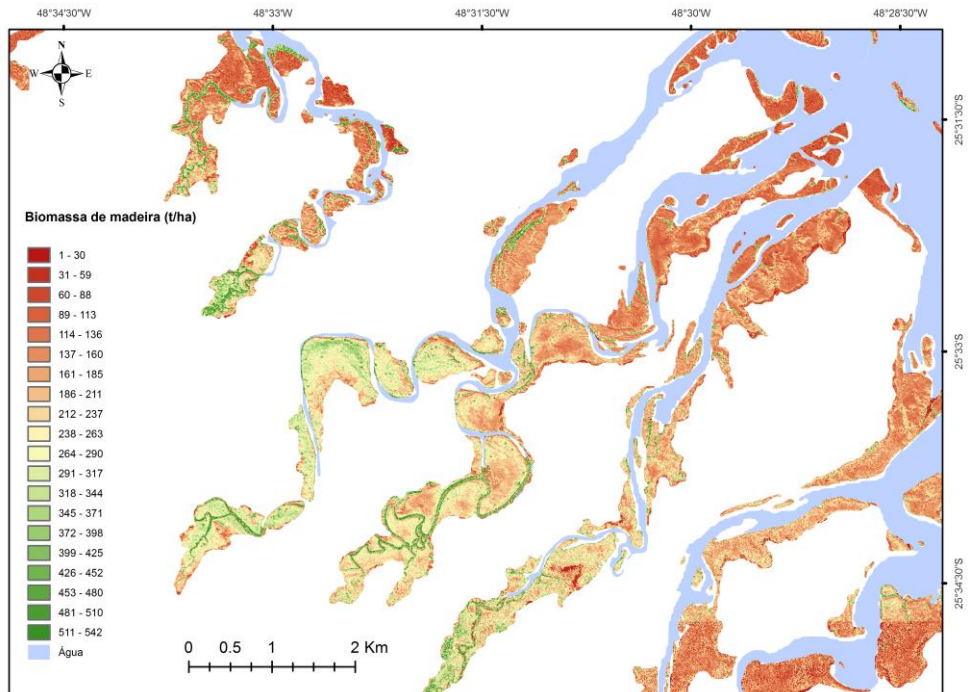 48°34'30"W 48°33'W 48°31'30"W 48°30'W 48°28'30"W
N
W E
S
25°31'30"S
Biomassa de madeira (t/ha)
1 - 30
31 - 59
60 - 88
89 - 113
114 - 136
137 - 160
161 - 185
186 - 211
212 - 237
238 - 263
264 - 290
291 - 317
318 - 344
345 - 371
372 - 398
399 - 425
426 - 452
453 - 480
481 - 510
511 - 542
Água
25°33'S
25°34'30"S
0 0.5 1 2 Km